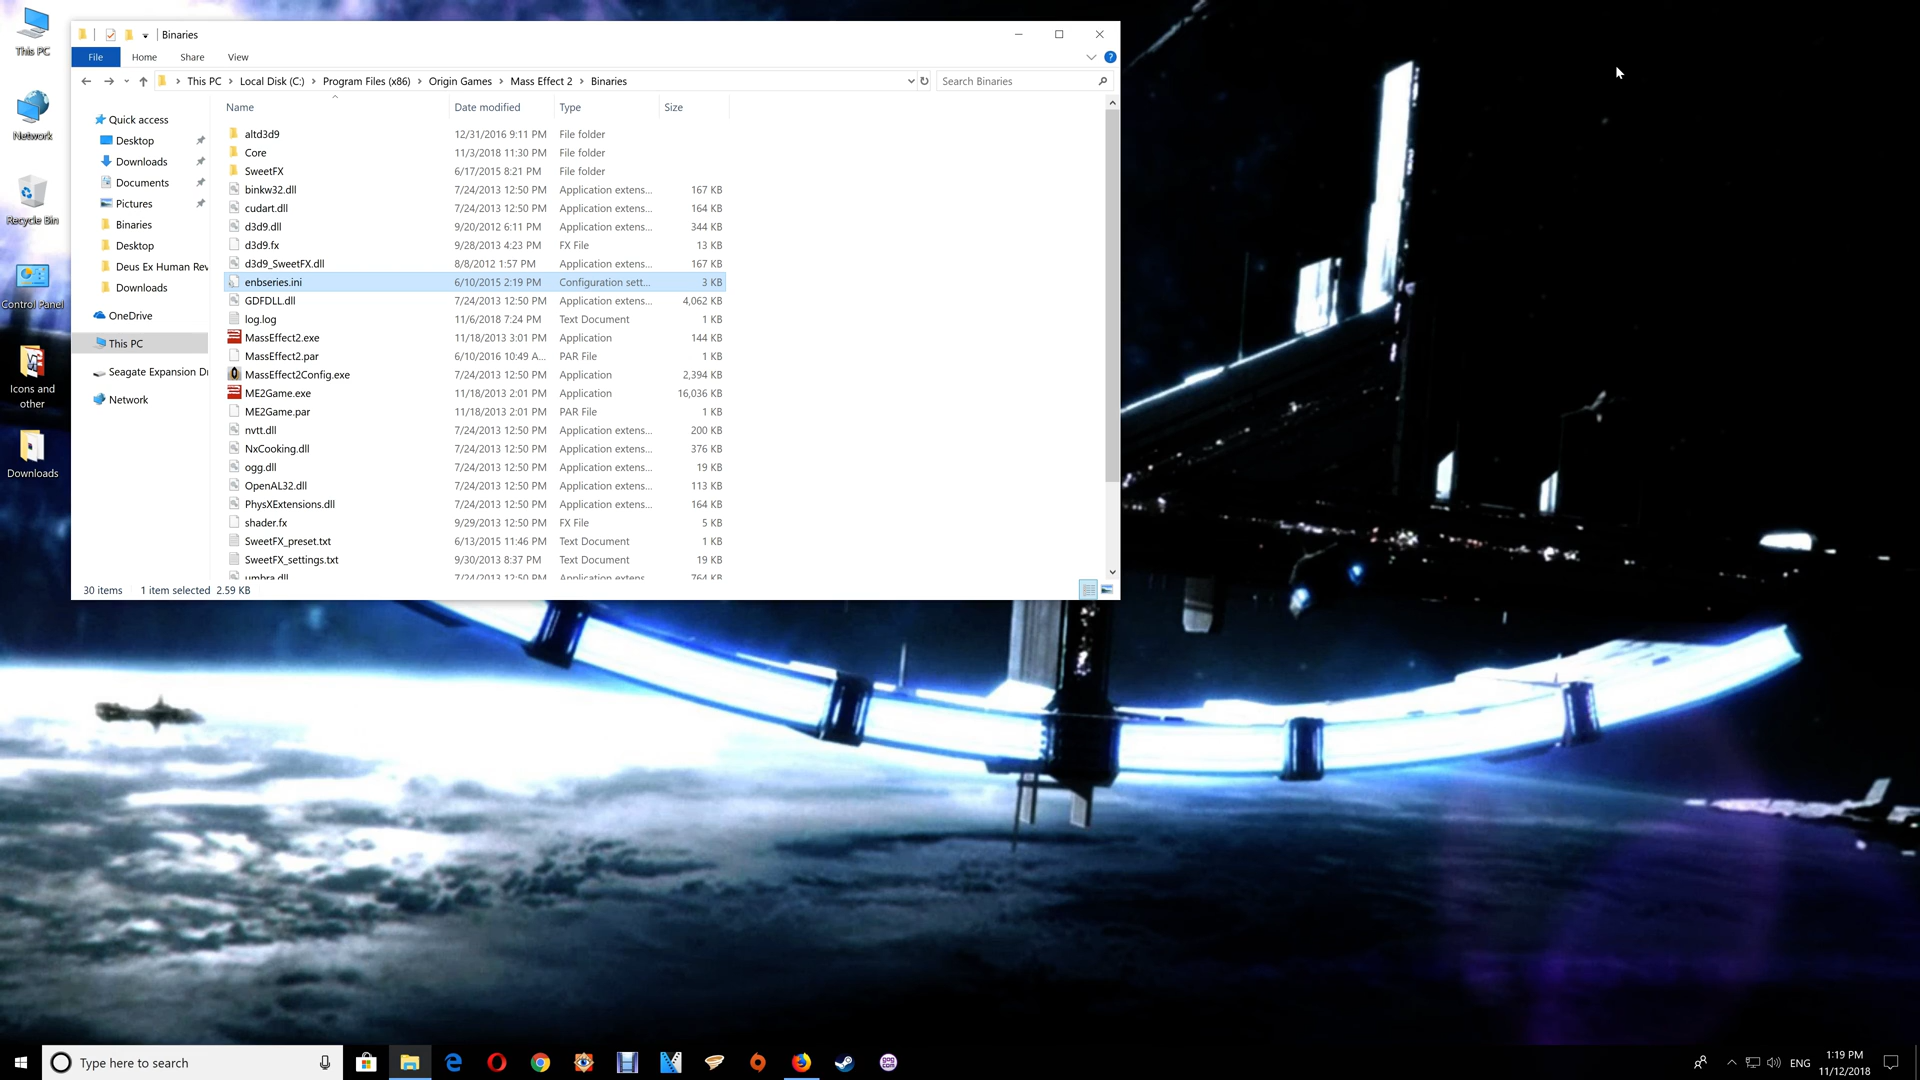 This PC
Network
Recycle Bin
Control Panel
Icons and
other
Downloads
Binaries
File Home Share View
This PC Local Disk (C:) Program Files (x86) Origin Games Mass Effect 2 Binaries
Search Binaries
Quick access
Desktop
Downloads
Documents
Pictures
Binaries
Desktop
Deus Ex Human Rev
Downloads
OneDrive
This PC
Seagate Expansion Dr
Network
Name Date modified Type Size
altd3d9 12/31/2016 9:11 PM File folder
Core 11/3/2018 11:30 PM File folder
SweetFX 6/17/2015 8:21 PM File folder
binkw32.dll 7/24/2013 12:50 PM Application extens... 167 KB
cudart.dll 7/24/2013 12:50 PM Application extens... 164 KB
d3d9.dll 9/20/2012 6:11 PM Application extens... 344 KB
d3d9.fx 9/28/2013 4:23 PM FX File 13 KB
d3d9_SweetFX.dll 8/8/2012 1:57 PM Application extens... 167 KB
enbseries.ini 6/10/2015 2:19 PM Configuration sett... 3 KB
GDFDLL.dll 7/24/2013 12:50 PM Application extens... 4,062 KB
log.log 11/6/2018 7:24 PM Text Document 1 KB
MassEffect2.exe 11/18/2013 3:01 PM Application 144 KB
MassEffect2.par 6/10/2016 10:49 A... PAR File 1 KB
MassEffect2Config.exe 7/24/2013 12:50 PM Application 2,394 KB
ME2Game.exe 11/18/2013 2:01 PM Application 16,036 KB
ME2Game.par 11/18/2013 2:01 PM PAR File 1 KB
nvtt.dll 7/24/2013 12:50 PM Application extens... 200 KB
NxCooking.dll 7/24/2013 12:50 PM Application extens... 376 KB
ogg.dll 7/24/2013 12:50 PM Application extens... 19 KB
OpenAL32.dll 7/24/2013 12:50 PM Application extens... 113 KB
PhysXExtensions.dll 7/24/2013 12:50 PM Application extens... 164 KB
shader.fx 9/29/2013 12:50 PM FX File 5 KB
SweetFX_preset.txt 6/13/2015 11:46 PM Text Document 1 KB
SweetFX_settings.txt 9/30/2013 8:37 PM Text Document 19 KB
umbra.dll 7/24/2013 12:50 PM Application extens... 764 KB
30 items 1 item selected 2.59 KB
Type here to search
ENG
1:19 PM
11/12/2018